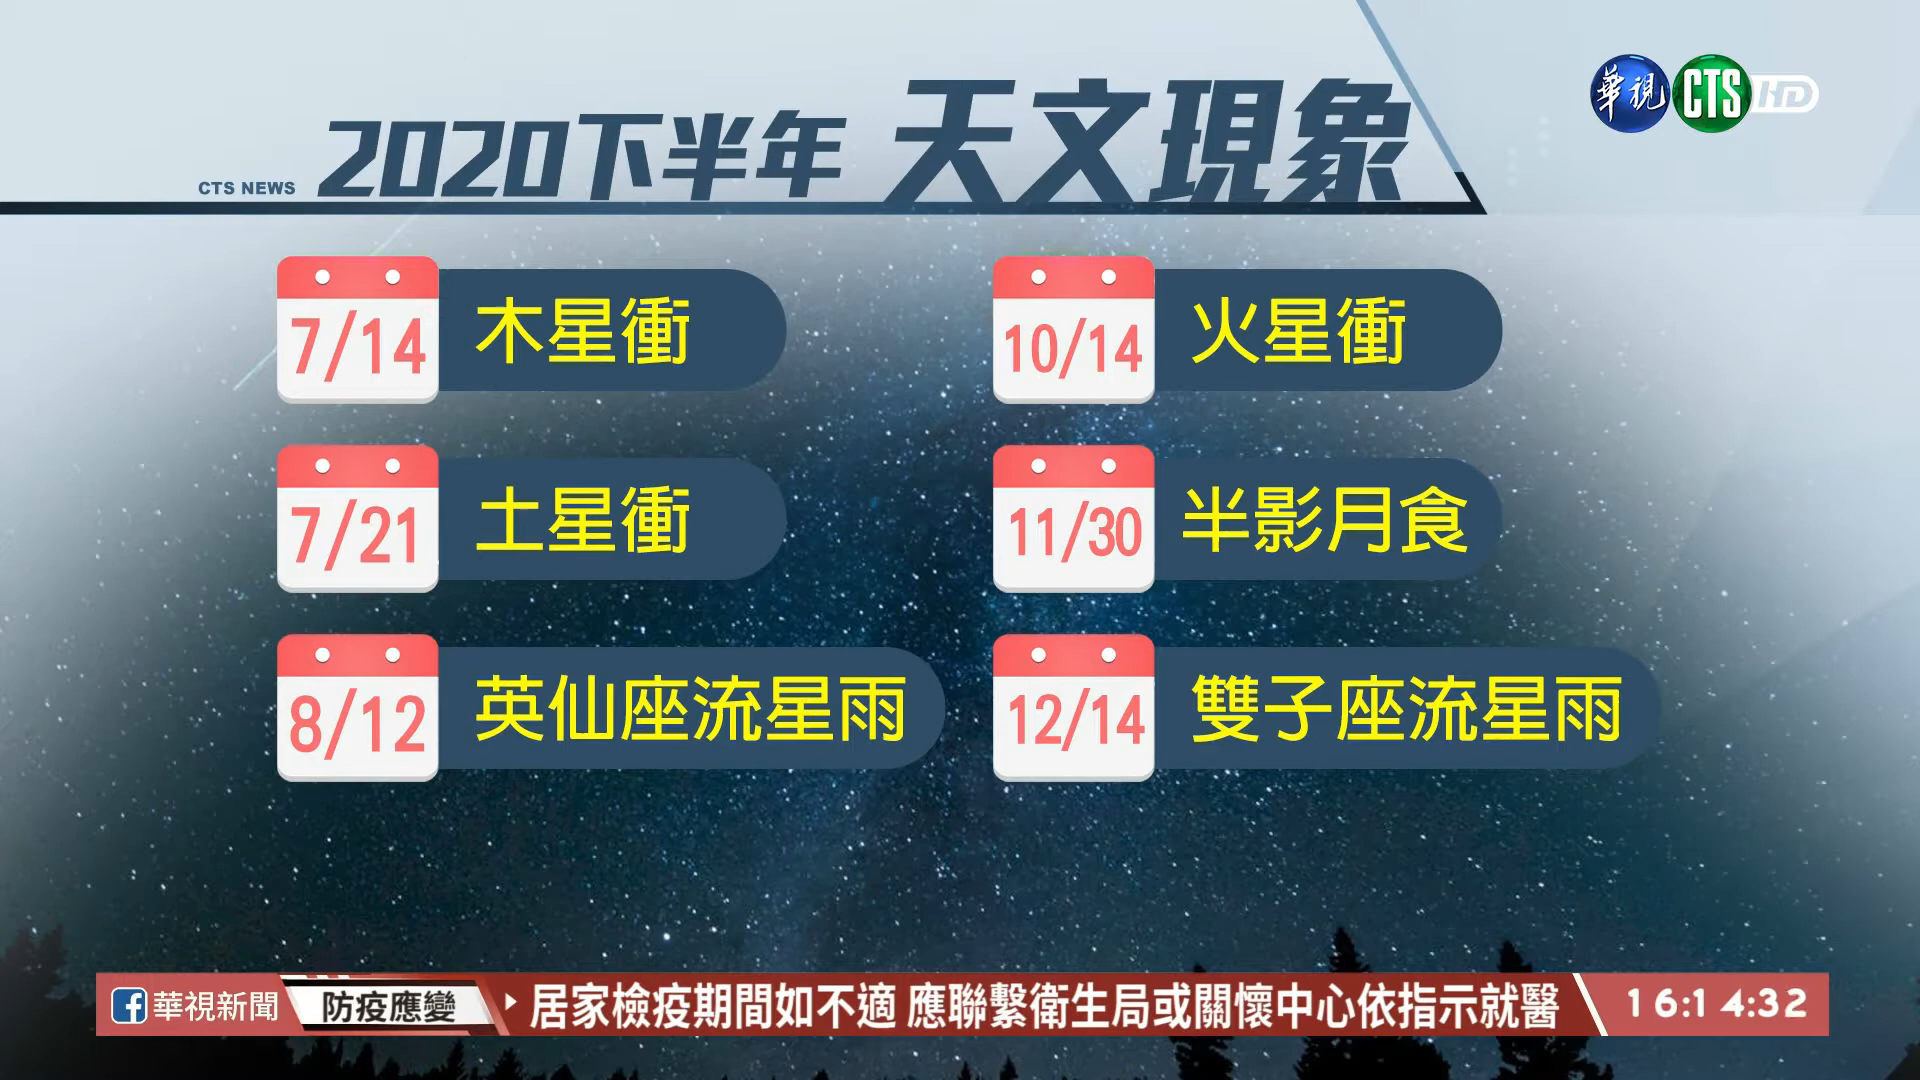 華視 CTS HD
CTS NEWS 2020下半年 天文現象
7/14 木星衝
10/14 火星衝
7/21 土星衝
11/30 半影月食
8/12 英仙座流星雨
12/14 雙子座流星雨
華視新聞 防疫應變 居家檢疫期間如不適 應聯繫衛生局或關懷中心依指示就醫 16:14:32